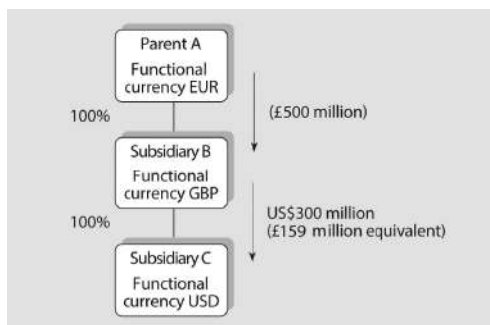 Parent A
Functional
currency EUR
100%
(£500 million)
Subsidiary B
Functional
currency GBP
100%
US$300 million
(£159 million equivalent)
Subsidiary C
Functional
currency USD